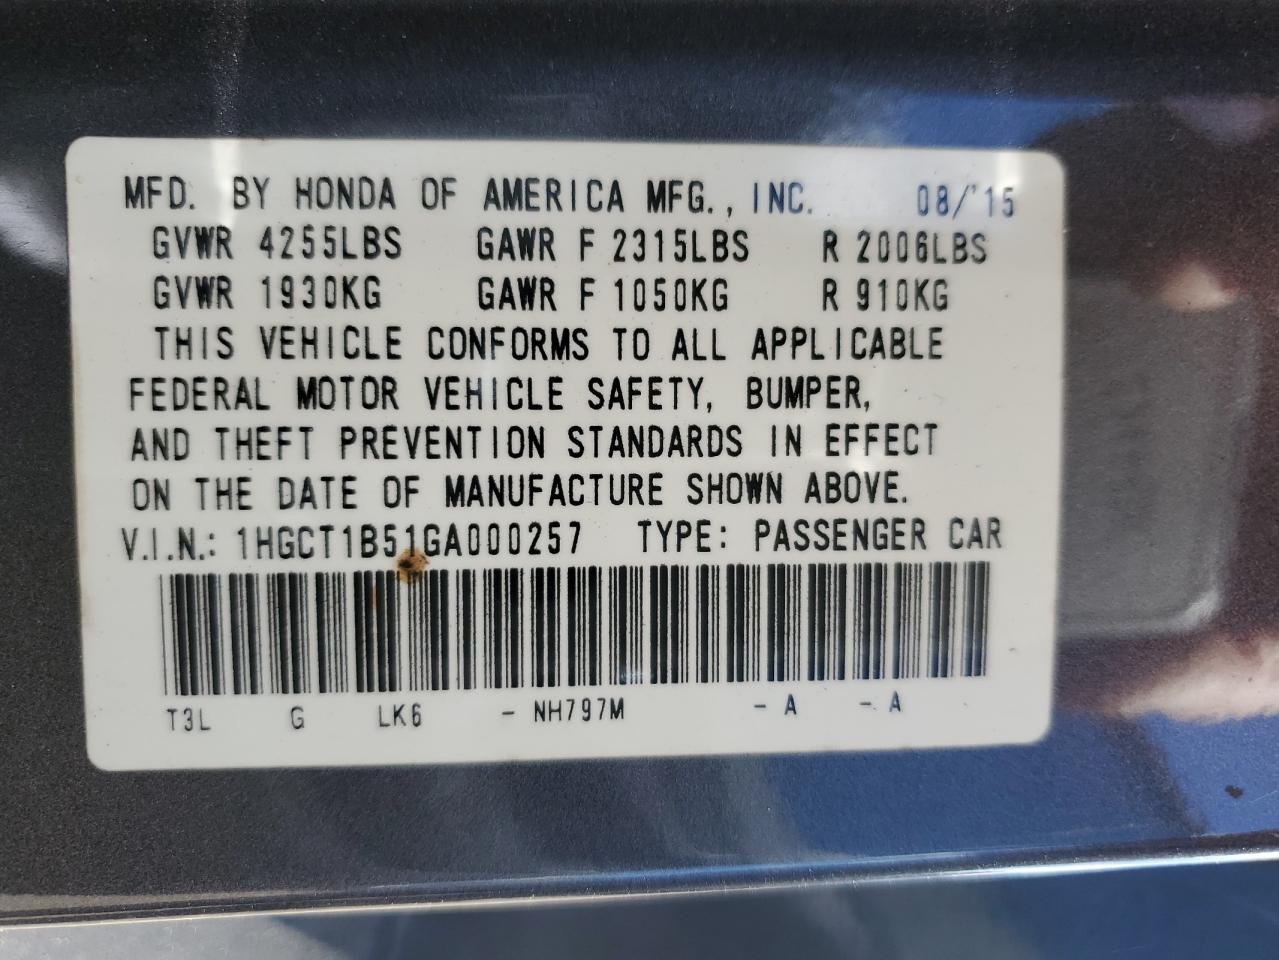 MFD. BY HONDA OF AMERICA MFG., INC. 08/'15
GVWR 4255LBS GAWR F 2315LBS R 2006LBS
GVWR 1930KG GAWR F 1050KG R 910KG
THIS VEHICLE CONFORMS TO ALL APPLICABLE
FEDERAL MOTOR VEHICLE SAFETY, BUMPER,
AND THEFT PREVENTION STANDARDS IN EFFECT
ON THE DATE OF MANUFACTURE SHOWN ABOVE.
V.I.N.: 1HGCT1B51GA000257 TYPE: PASSENGER CAR
T3L G LK6 - NH797M - A - A